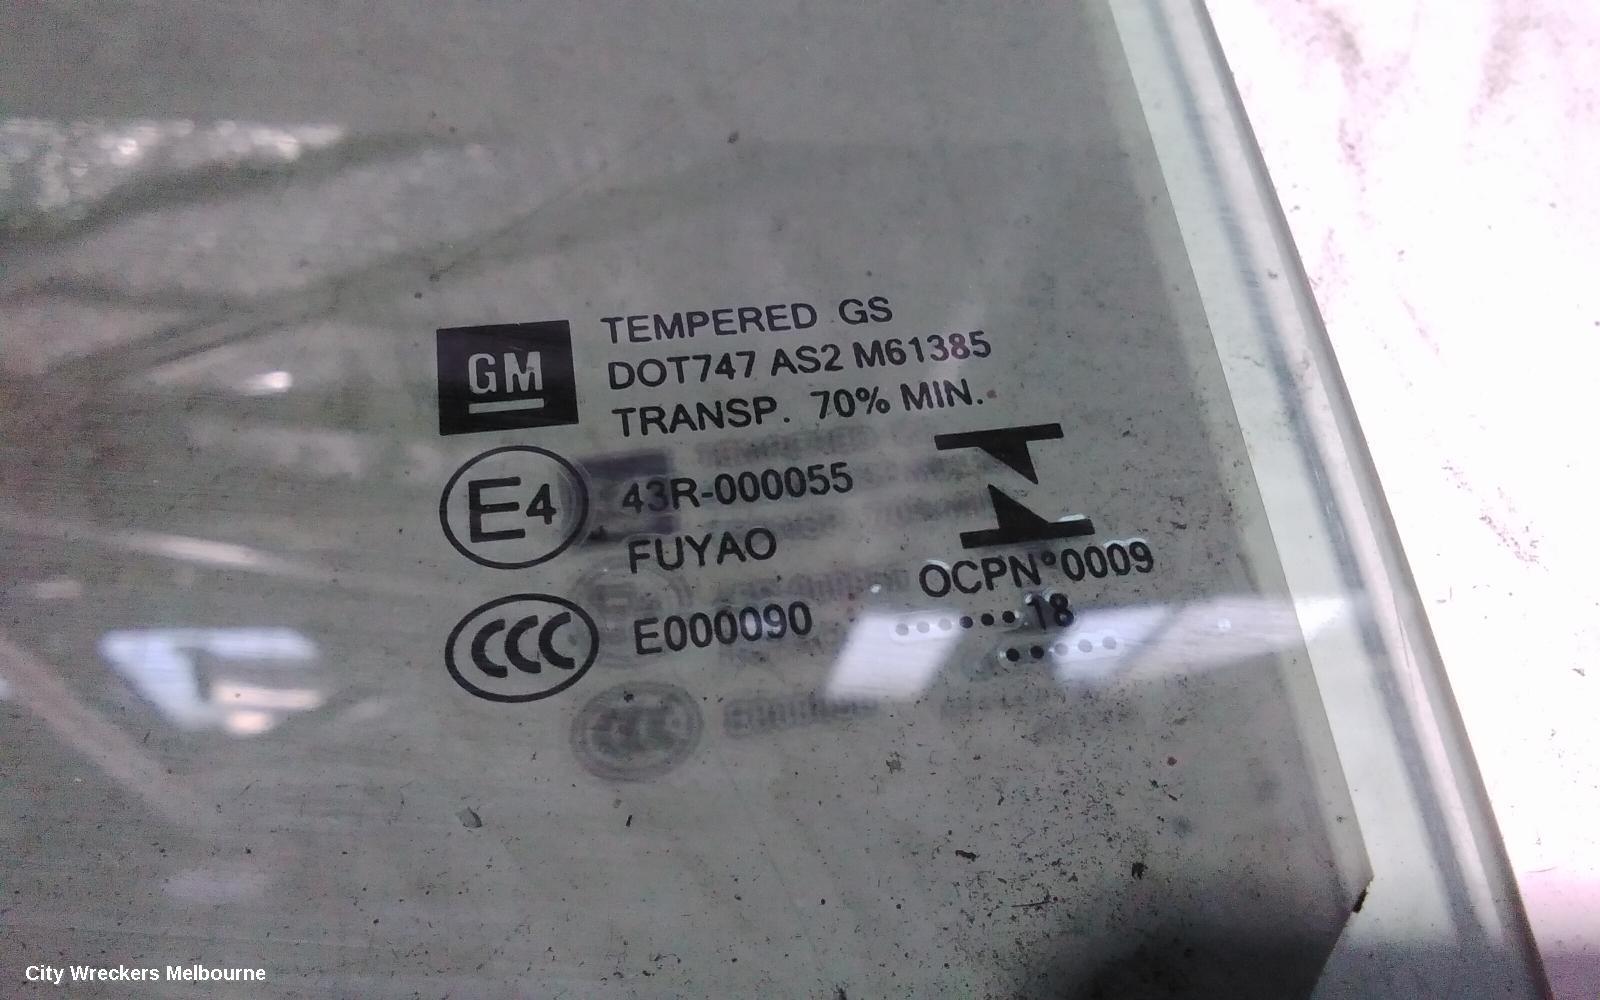 GM
TEMPERED GS
DOT747 AS2 M61385
TRANSP. 70% MIN.
E4
43R-000055
FUYAO
OCPN°0009
CCC
E000090
......18
.....
City Wreckers Melbourne